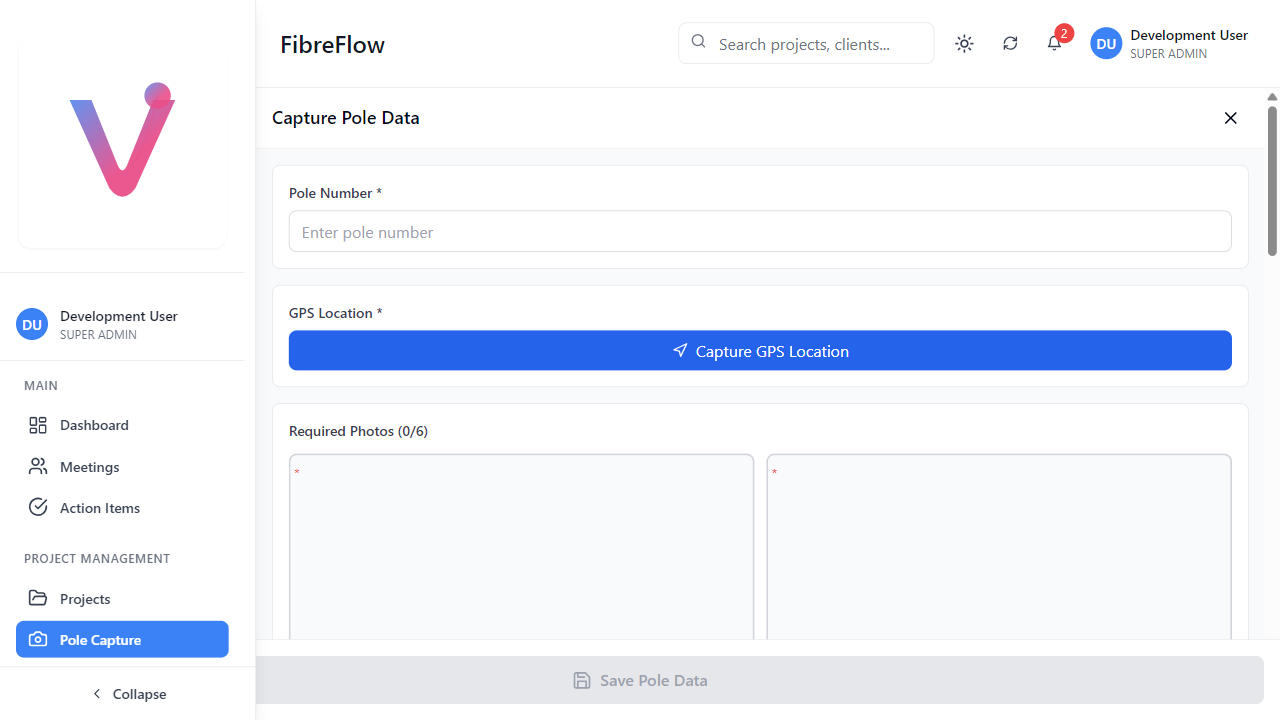 FibreFlow
Search projects, clients...
2
DU
Development User
SUPER ADMIN
DU
Development User
SUPER ADMIN
MAIN
Dashboard
Meetings
Action Items
PROJECT MANAGEMENT
Projects
Pole Capture
Collapse
Capture Pole Data
Pole Number *
Enter pole number
GPS Location *
Capture GPS Location
Required Photos (0/6)
*
*
Save Pole Data